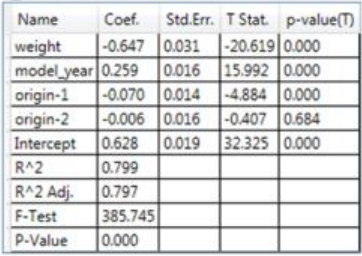 Name Coef. Std.Err. T Stat. p-value(T)
weight -0.647 0.031 -20.619 0.000
model_year 0.259 0.016 15.992 0.000
origin-1 -0.070 0.014 -4.884 0.000
origin-2 -0.006 0.016 -0.407 0.684
Intercept 0.628 0.019 32.325 0.000
R^2 0.799
R^2 Adj. 0.797
F-Test 385.745
P-Value 0.000